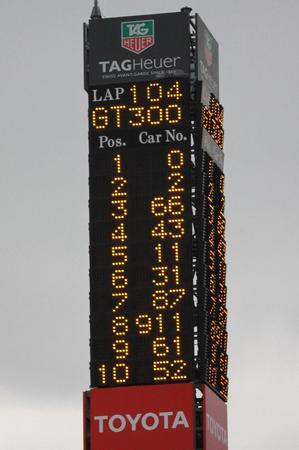 TAG
HEUER
TAGHeuer
SWISS AVANT-GARDE SINCE 1860
LAP 104
GT300
Pos. Car No.
1 0
2 2
3 66
4 43
5 11
6 31
7 87
8 911
9 61
10 52
TOYOTA